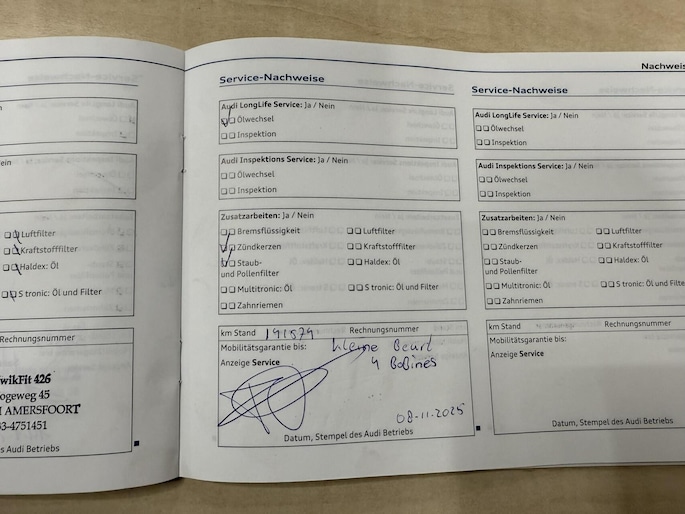 Service-Nachweise
Audi LongLife Service: Ja / Nein
Ölwechsel
Inspektion
Audi Inspektions Service: Ja / Nein
Ölwechsel
Inspektion
Zusatzarbeiten: Ja / Nein
Bremsflüssigkeit Luftfilter
Zündkerzen Kraftstofffilter
Staub- Haldex: Öl
und Pollenfilter
Multitronic: Öl S tronic: Öl und Filter
Zahnriemen
km Stand 191579 Rechnungsnummer
Mobilitätsgarantie bis: kleine Beurt
Anzeige Service 4 Bobines
08-11-2025
Datum, Stempel des Audi Betriebs
Service-Nachweise
Audi LongLife Service: Ja / Nein
Ölwechsel
Inspektion
Audi Inspektions Service: Ja / Nein
Ölwechsel
Inspektion
Zusatzarbeiten: Ja / Nein
Bremsflüssigkeit Luftfilter
Zündkerzen Kraftstofffilter
Staub- Haldex: Öl
und Pollenfilter
Multitronic: Öl S tronic: Öl und Filter
Zahnriemen
km Stand Rechnungsnummer
Mobilitätsgarantie bis:
Anzeige Service
Datum, Stempel des Audi Betriebs
Luftfilter
Kraftstofffilter
Haldex: Öl
S tronic: Öl und Filter
Rechnungsnummer
wikFit 426
ogeweg 45
AMERSFOORT
3-4751451
s Audi Betriebs